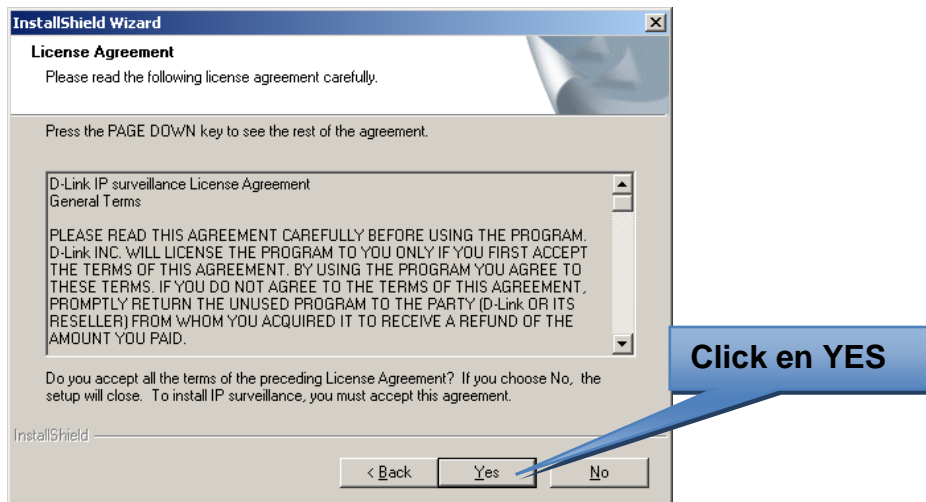 InstallShield Wizard
License Agreement
Please read the following license agreement carefully.
Press the PAGE DOWN key to see the rest of the agreement.
D-Link IP surveillance License Agreement
General Terms
PLEASE READ THIS AGREEMENT CAREFULLY BEFORE USING THE PROGRAM.
D-Link INC. WILL LICENSE THE PROGRAM TO YOU ONLY IF YOU FIRST ACCEPT
THE TERMS OF THIS AGREEMENT. BY USING THE PROGRAM YOU AGREE TO
THESE TERMS. IF YOU DO NOT AGREE TO THE TERMS OF THIS AGREEMENT,
PROMPTLY RETURN THE UNUSED PROGRAM TO THE PARTY (D-Link OR ITS
RESELLER) FROM WHOM YOU ACQUIRED IT TO RECEIVE A REFUND OF THE
AMOUNT YOU PAID.
Click en YES
Do you accept all the terms of the preceding License Agreement? If you choose No, the
setup will close. To install IP surveillance, you must accept this agreement.
InstallShield
< Back Yes No